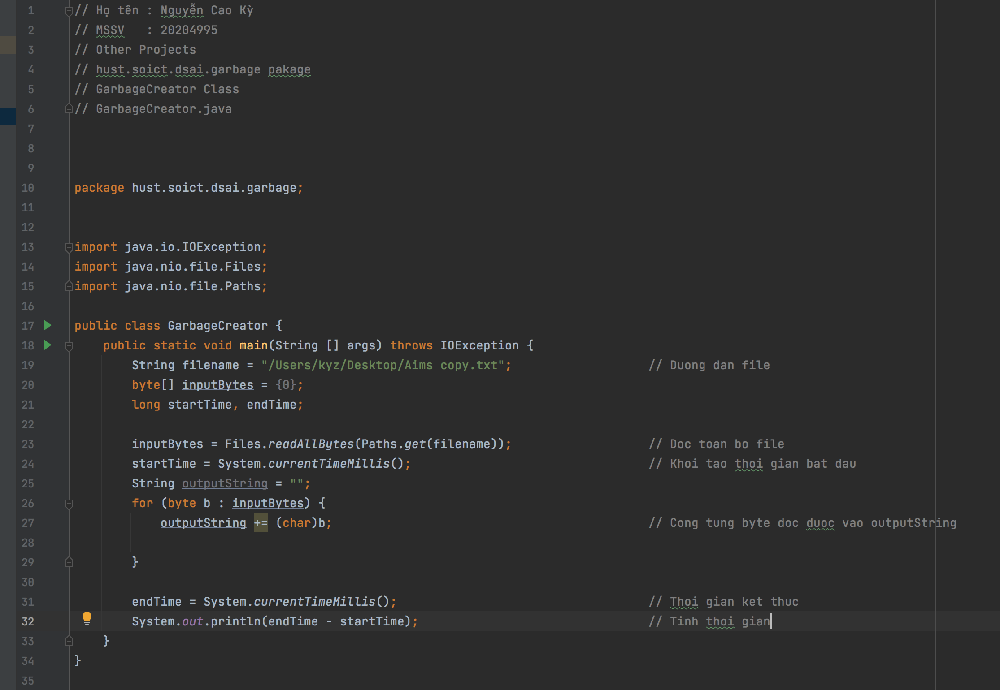 1 // Họ tên : Nguyễn Cao Kỳ
2 // MSSV   : 20204995
3 // Other Projects
4 // hust.soict.dsai.garbage pakage
5 // GarbageCreator Class
6 // GarbageCreator.java
7
8
9
10 package hust.soict.dsai.garbage;
11
12
13 import java.io.IOException;
14 import java.nio.file.Files;
15 import java.nio.file.Paths;
16
17 public class GarbageCreator {
18     public static void main(String [] args) throws IOException {
19         String filename = "/Users/kyz/Desktop/Aims copy.txt"; // Duong dan file
20         byte[] inputBytes = {0};
21         long startTime, endTime;
22
23         inputBytes = Files.readAllBytes(Paths.get(filename)); // Doc toan bo file
24         startTime = System.currentTimeMillis(); // Khoi tao thoi gian bat dau
25         String outputString = "";
26         for (byte b : inputBytes) {
27             outputString += (char)b; // Cong tung byte doc duoc vao outputString
28
29         }
30
31         endTime = System.currentTimeMillis(); // Thoi gian ket thuc
32         System.out.println(endTime - startTime); // Tinh thoi gian
33     }
34 }
35